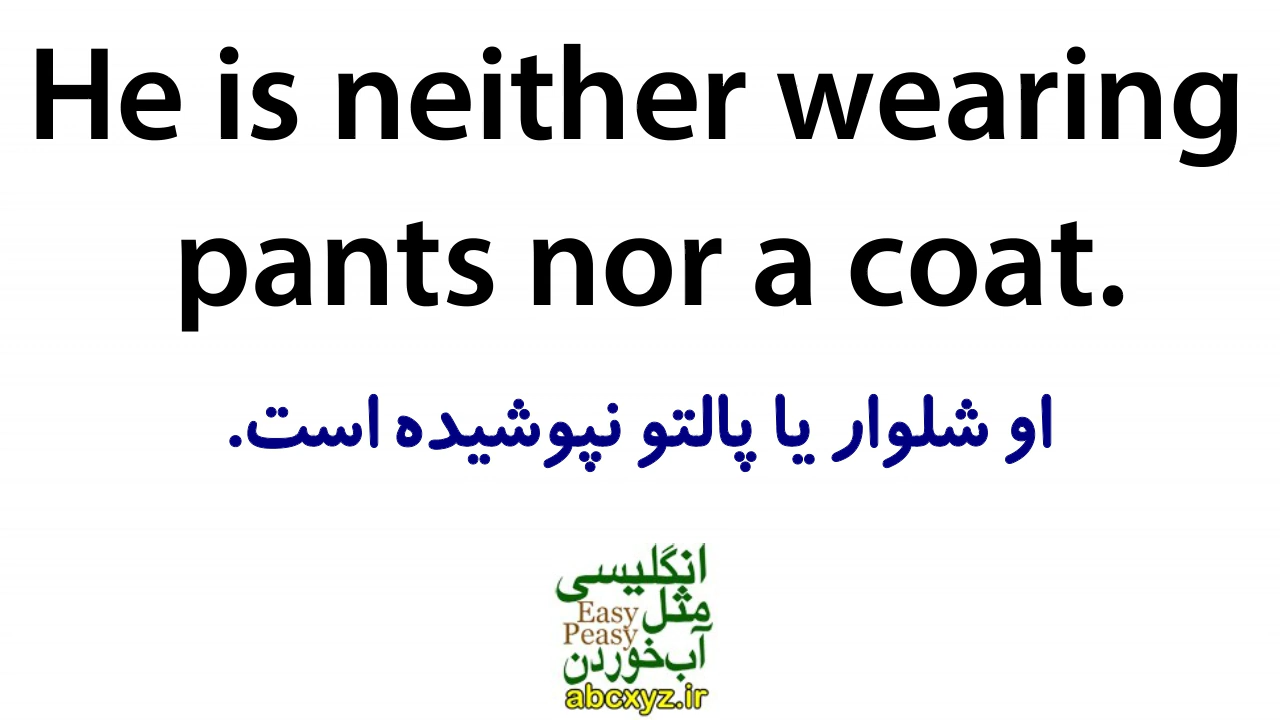 He is neither wearing
pants nor a coat.
او شلوار یا پالتو نپوشیده است.
انگلیسی
مثل
Easy
Peasy
آب‌خوردن
abcxyz.ir